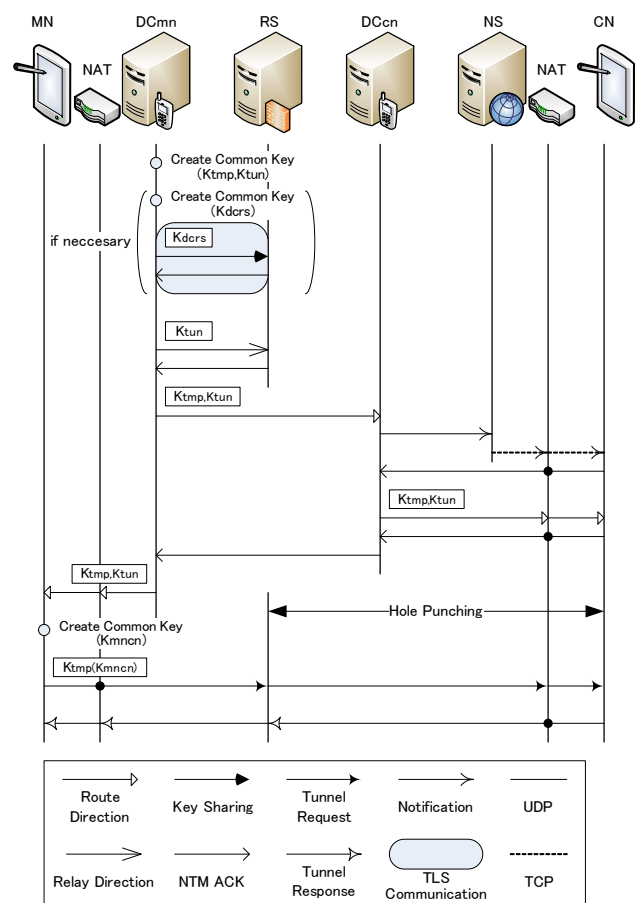 MN
DCmn
RS
DCcn
NS
CN
NAT
NAT
Create Common Key
(Ktmp,Ktun)
Create Common Key
(Kdcrs)
if neccesary
Kdcrs
Ktun
Ktmp,Ktun
Ktmp,Ktun
Ktmp,Ktun
Hole Punching
Create Common Key
(Kmncn)
Ktmp(Kmncn)
Route
Direction
Key Sharing
Tunnel
Request
Notification
UDP
Relay Direction
NTM ACK
Tunnel
Response
TLS
Communication
TCP